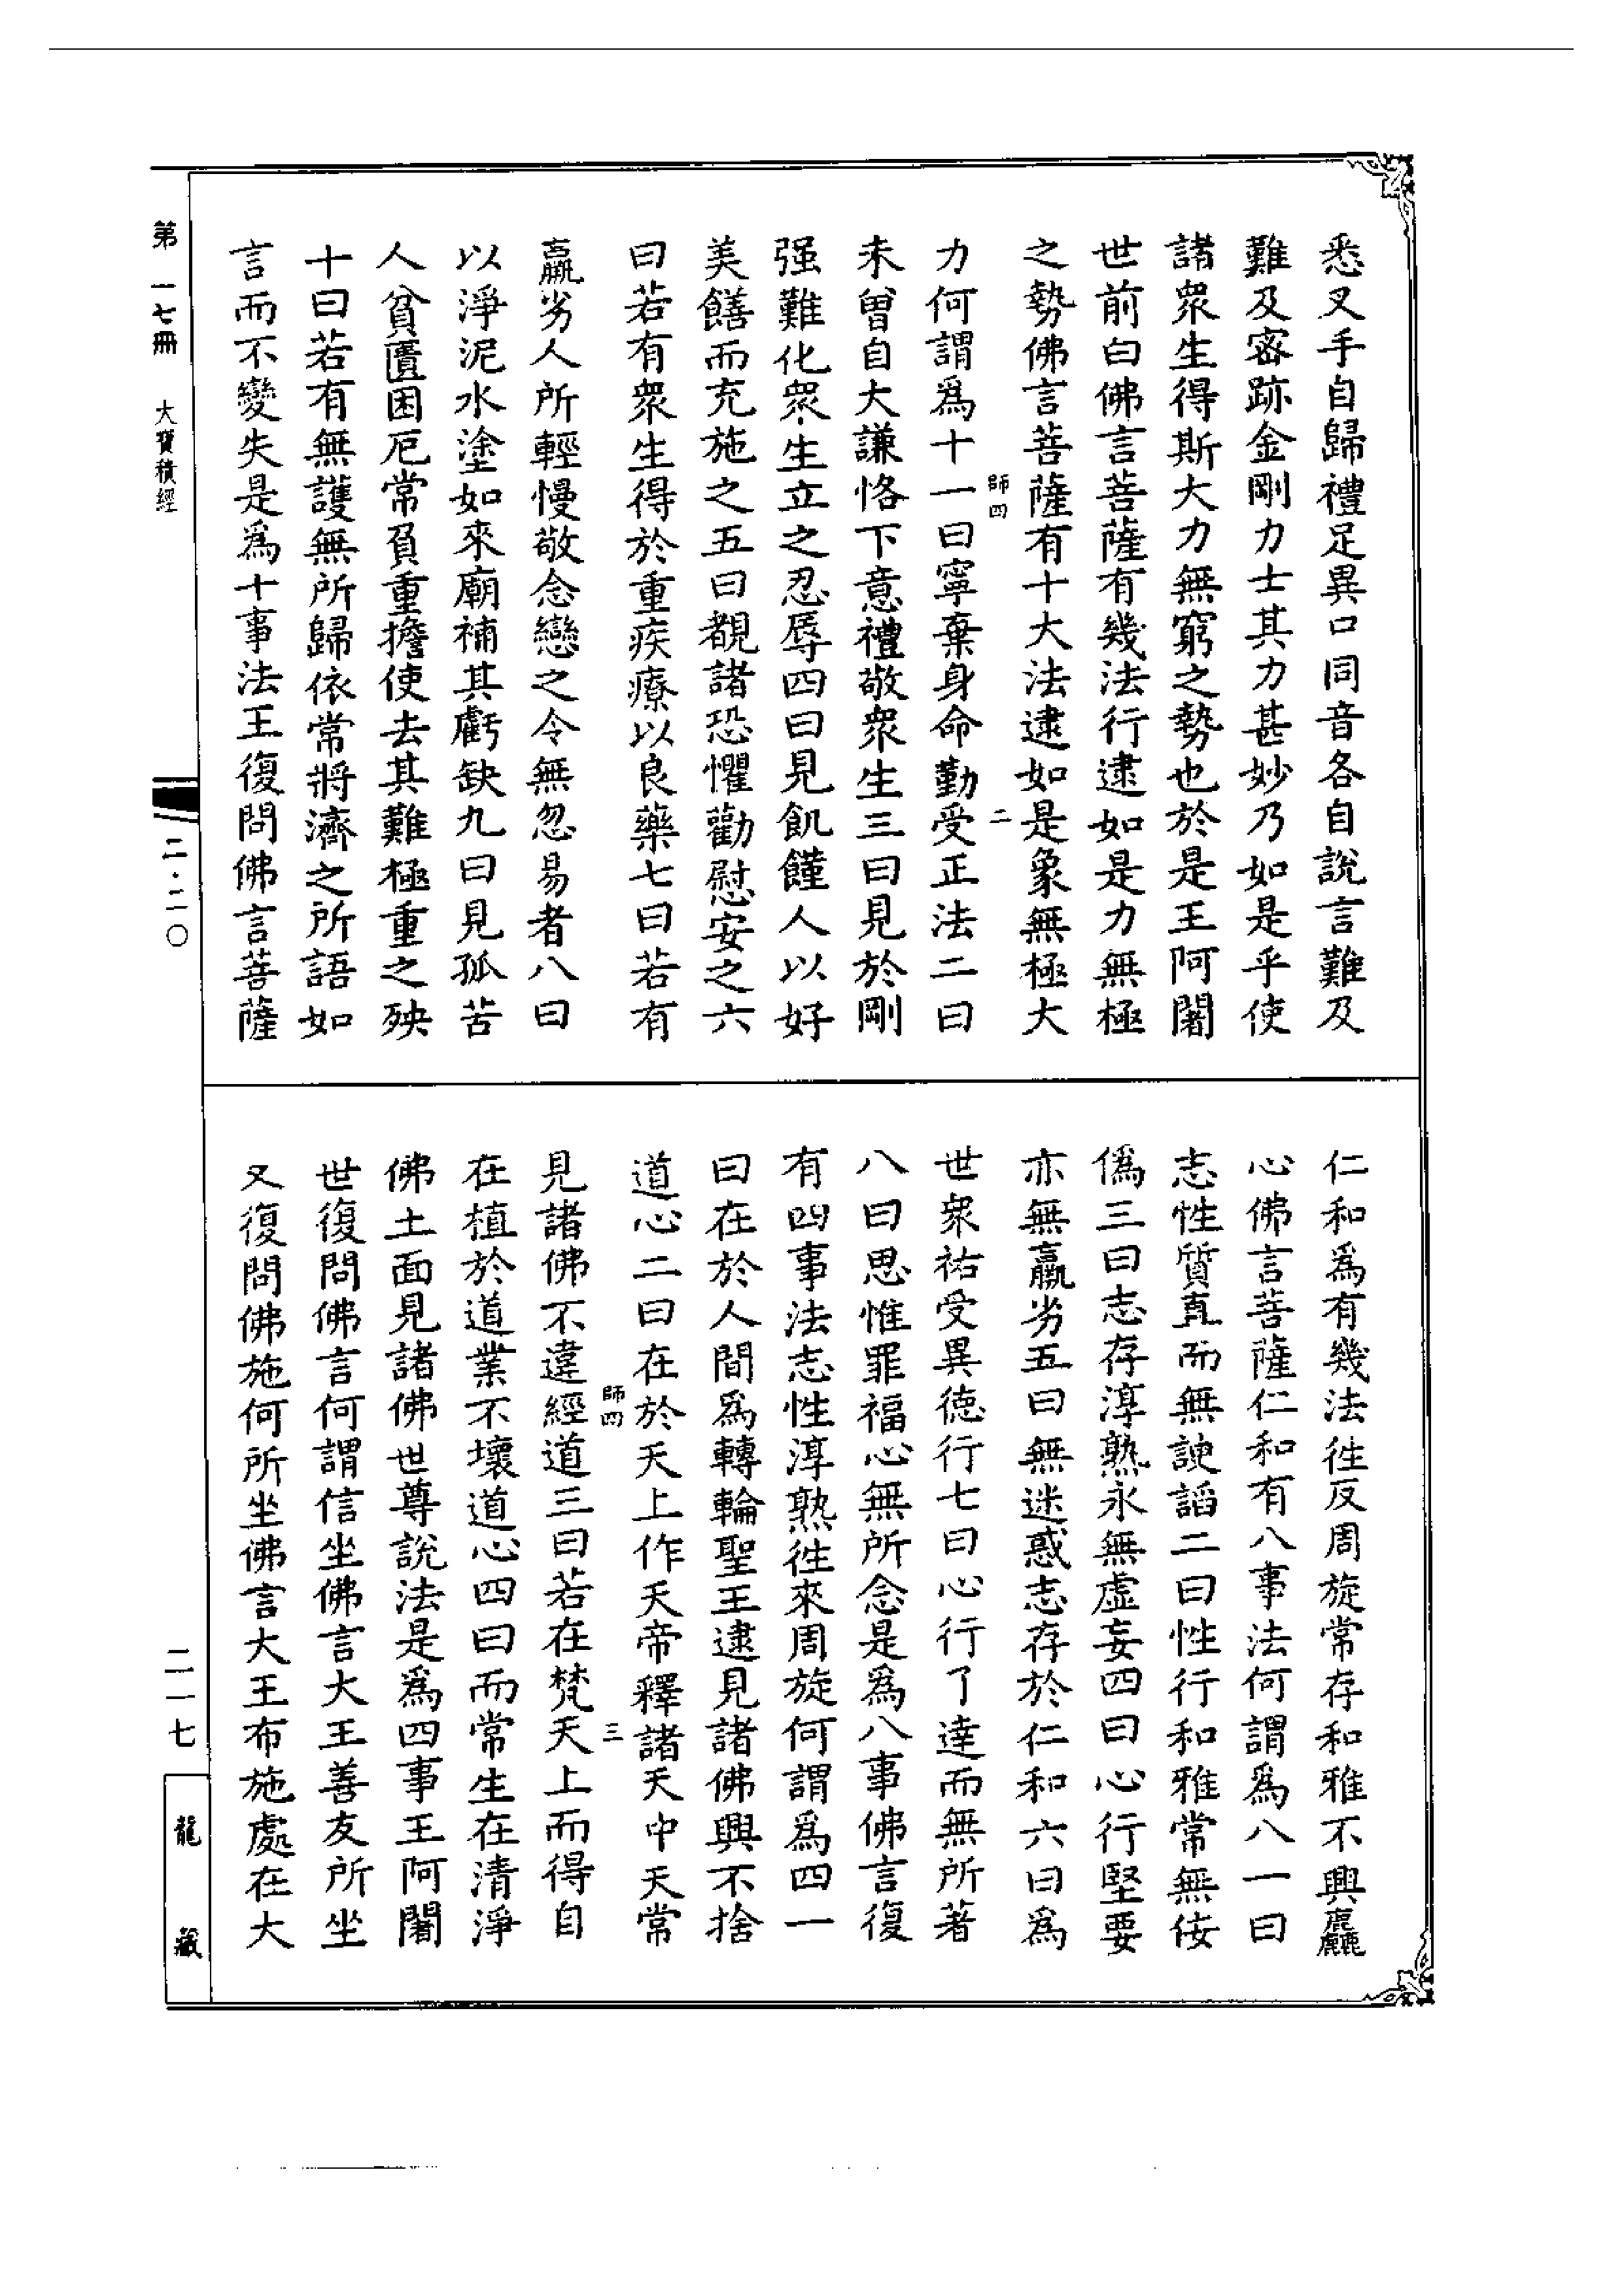 悉叉手自歸禮足異口同音各自說言難及
難及密跡金剛力士其力甚妙乃如是乎使
諸衆生得斯大力無窮之勢也於是王阿闍
世前白佛言菩薩有幾法行逮如是力無極
之勢佛言菩薩有十大法逮如是象無極大
師四 二
力何謂爲十一曰寧棄身命勤受正法二曰
未曾自大謙恪下意禮敬衆生三曰見於剛
强難化衆生立之忍辱四曰見飢饉人以好
美饍而充施之五曰覩諸恐懼勸慰安之六
曰若有衆生得於重疾療以良藥七曰若有
羸劣人所輕慢敬念戀之令無忽易者八曰
以淨泥水塗如來廟補其虧缺九曰見孤苦
人貧匱困厄常負重擔使去其難極重之殃
十曰若有無護無所歸依常將濟之所語如
言而不變失是爲十事法王復問佛言菩薩
仁和爲有幾法徃反周旋常存和雅不興麤
心佛言菩薩仁和有八事法何謂爲八一曰
志性質直而無諛諂二曰性行和雅常無侫
僞三曰志存淳熟永無虛妄四曰心行堅要
亦無羸劣五曰無迷惑志存於仁和六曰爲
世衆祐受異德行七曰心行了達而無所著
八曰思惟罪福心無所念是爲八事佛言復
有四事法志性淳熟徃來周旋何謂爲四一
曰在於人間爲轉輪聖王逮見諸佛興不捨
道心二曰在於天上作天帝釋諸天中天常
師四 三
見諸佛不違經道三曰若在梵天上而得自
在植於道業不壞道心四曰而常生在清淨
佛土面見諸佛世尊說法是爲四事王阿闍
世復問佛言何謂信坐佛言大王善友所坐
又復問佛施何所坐佛言大王布施處在大
第一七冊 大寶積經
二·二〇
二一七
龍藏